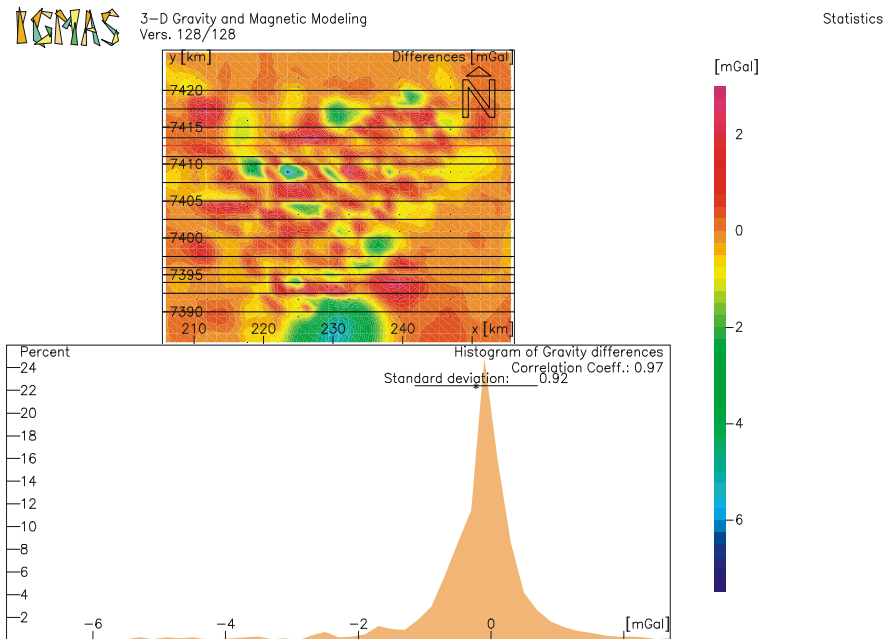 IGMAS
3-D Gravity and Magnetic Modeling
Vers. 128/128
Statistics
y [km]
Differences [mGal]
N
7420
7415
7410
7405
7400
7395
7390
210 220 230 240 x [km]
[mGal]
2
0
-2
-4
-6
Percent
Histogram of Gravity differences
Correlation Coeff.: 0.97
Standard deviation: 0.92
24
22
20
18
16
14
12
10
8
6
4
2
-6 -4 -2 0 [mGal]